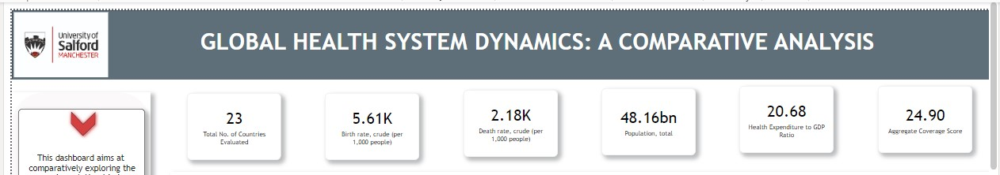 University of
Salford
MANCHESTER
GLOBAL HEALTH SYSTEM DYNAMICS: A COMPARATIVE ANALYSIS
23
Total No. of Countries
Evaluated
5.61K
Birth rate, crude (per
1,000 people)
2.18K
Death rate, crude (per
1,000 people)
48.16bn
Population, total
20.68
Health Expenditure to GDP
Ratio
24.90
Aggregate Coverage Score
This dashboard aims at
comparatively exploring the